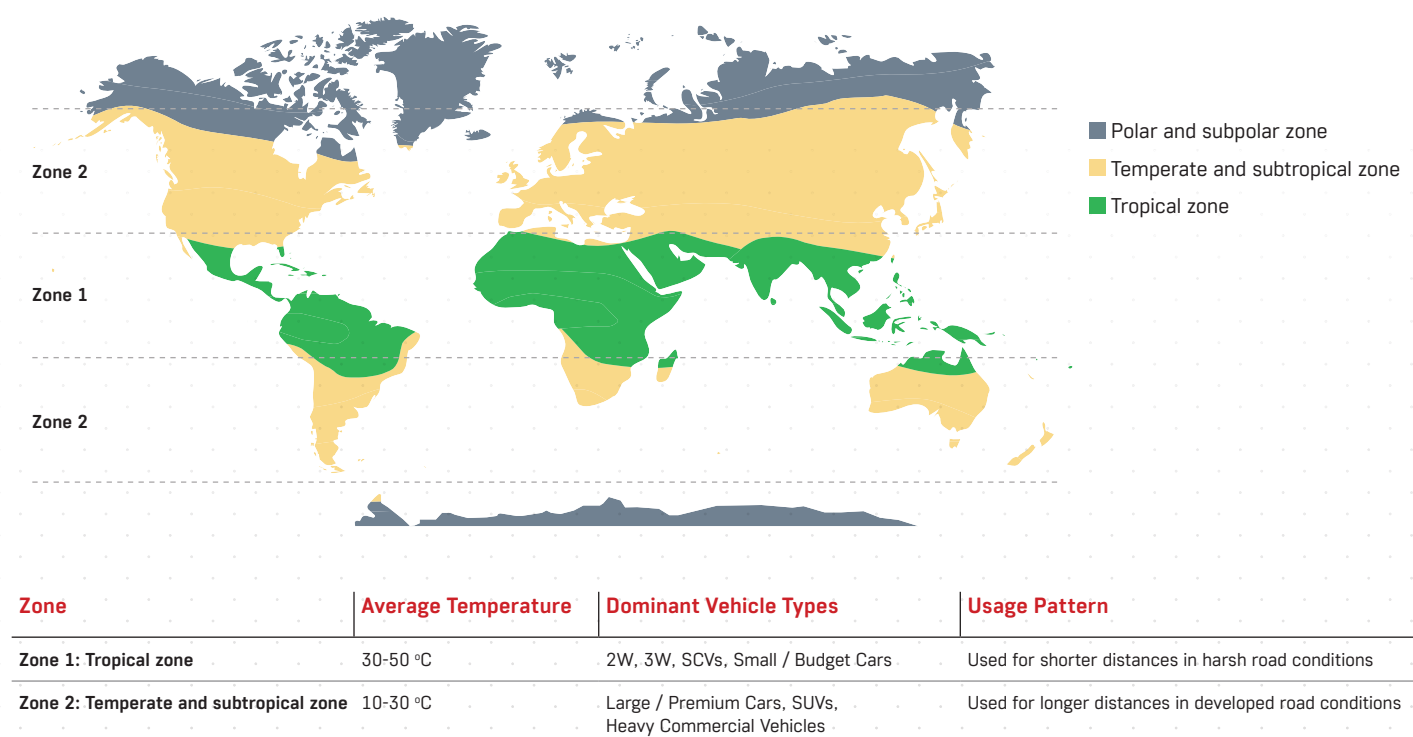 Polar and subpolar zone
Temperate and subtropical zone
Tropical zone
Zone 2
Zone 1
Zone 2
Zone Average Temperature Dominant Vehicle Types Usage Pattern
Zone 1: Tropical zone 30-50 ºC 2W, 3W, SCVs, Small / Budget Cars Used for shorter distances in harsh road conditions
Zone 2: Temperate and subtropical zone 10-30 ºC Large / Premium Cars, SUVs, Used for longer distances in developed road conditions
Heavy Commercial Vehicles